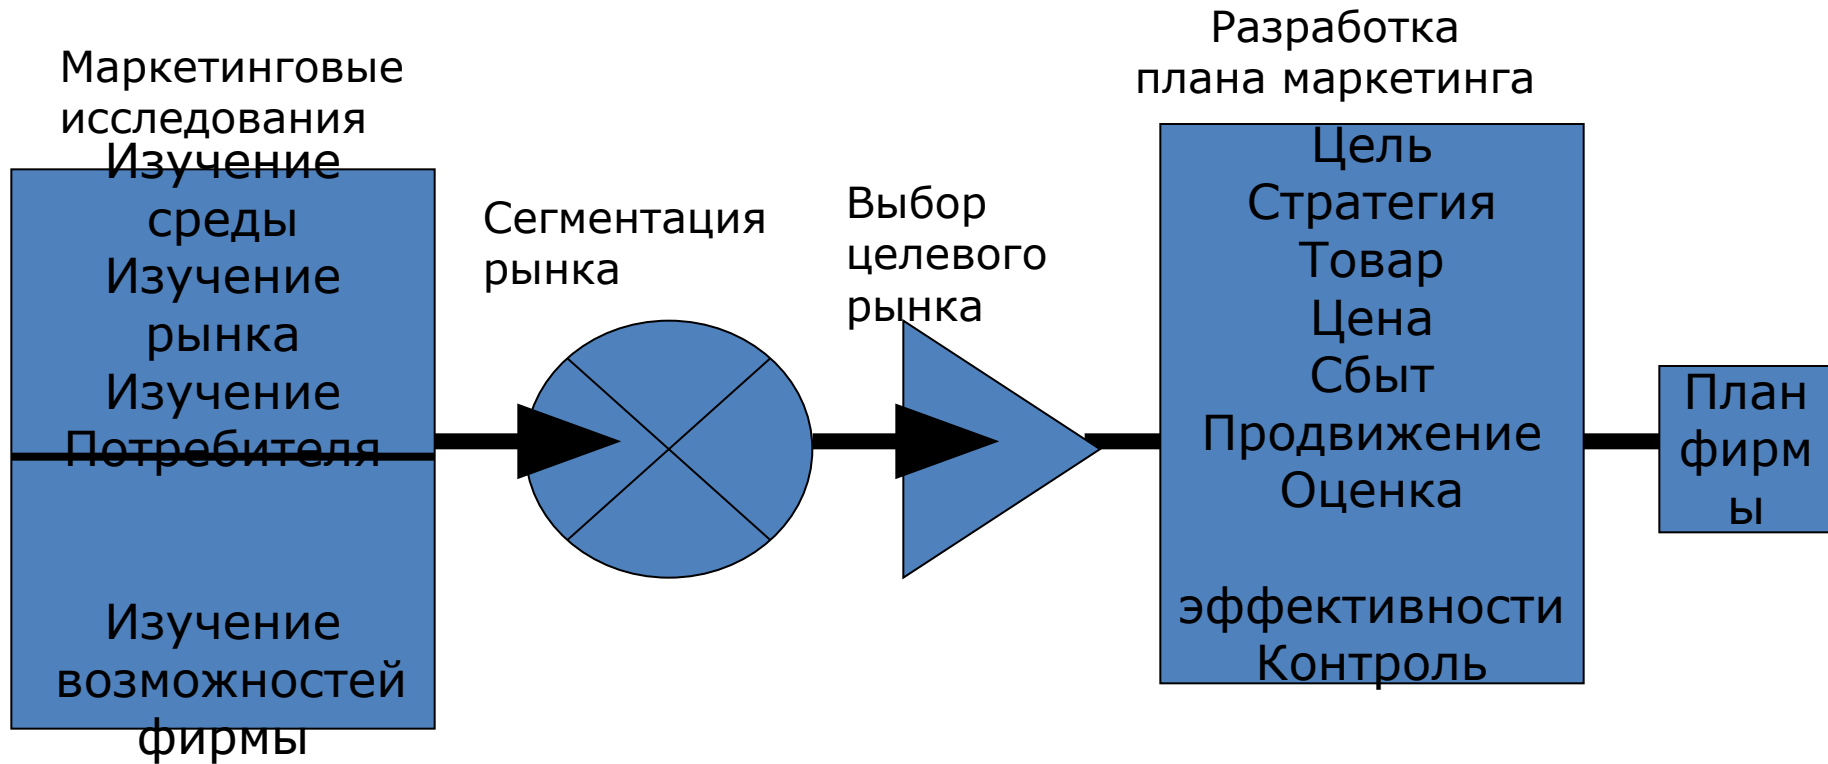 Маркетинговые
исследования
Изучение
среды
Изучение
рынка
Изучение
Потребителя
Изучение
возможностей
фирмы
Сегментация
рынка
Выбор
целевого
рынка
Разработка
плана маркетинга
Цель
Стратегия
Товар
Цена
Сбыт
Продвижение
Оценка
эффективности
Контроль
План
фирм
ы